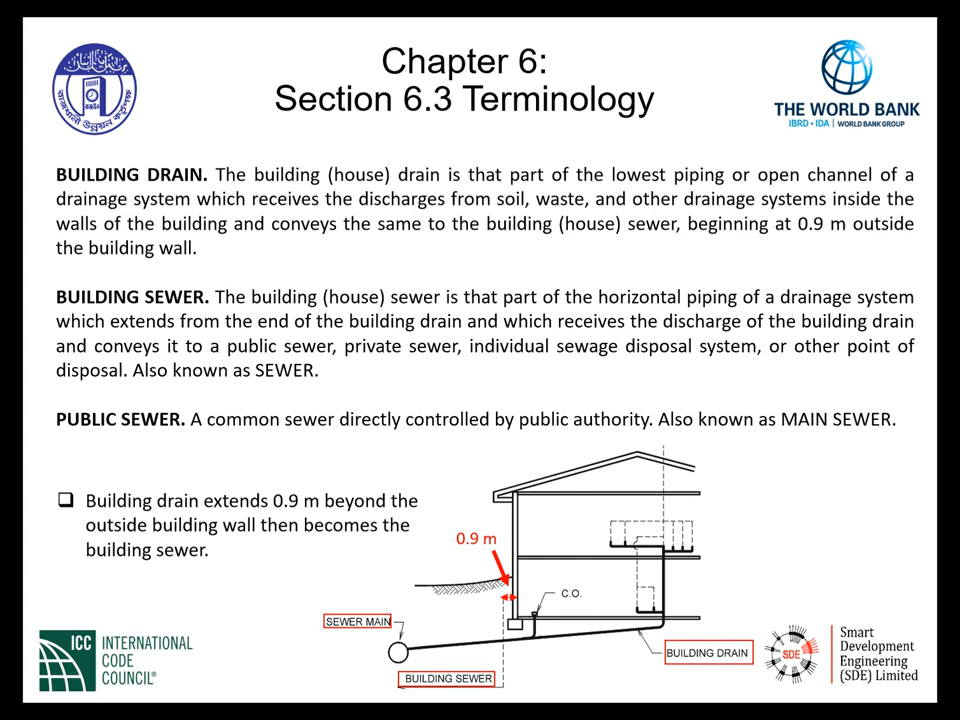 Chapter 6:
Section 6.3 Terminology
THE WORLD BANK
IBRD • IDA | WORLD BANK GROUP
BUILDING DRAIN. The building (house) drain is that part of the lowest piping or open channel of a
drainage system which receives the discharges from soil, waste, and other drainage systems inside the
walls of the building and conveys the same to the building (house) sewer, beginning at 0.9 m outside
the building wall.
BUILDING SEWER. The building (house) sewer is that part of the horizontal piping of a drainage system
which extends from the end of the building drain and which receives the discharge of the building drain
and conveys it to a public sewer, private sewer, individual sewage disposal system, or other point of
disposal. Also known as SEWER.
PUBLIC SEWER. A common sewer directly controlled by public authority. Also known as MAIN SEWER.
❑ Building drain extends 0.9 m beyond the
outside building wall then becomes the
building sewer.
0.9 m
C.O.
SEWER MAIN
BUILDING DRAIN
BUILDING SEWER
ICC INTERNATIONAL
CODE
COUNCIL®
SDE
Smart
Development
Engineering
(SDE) Limited